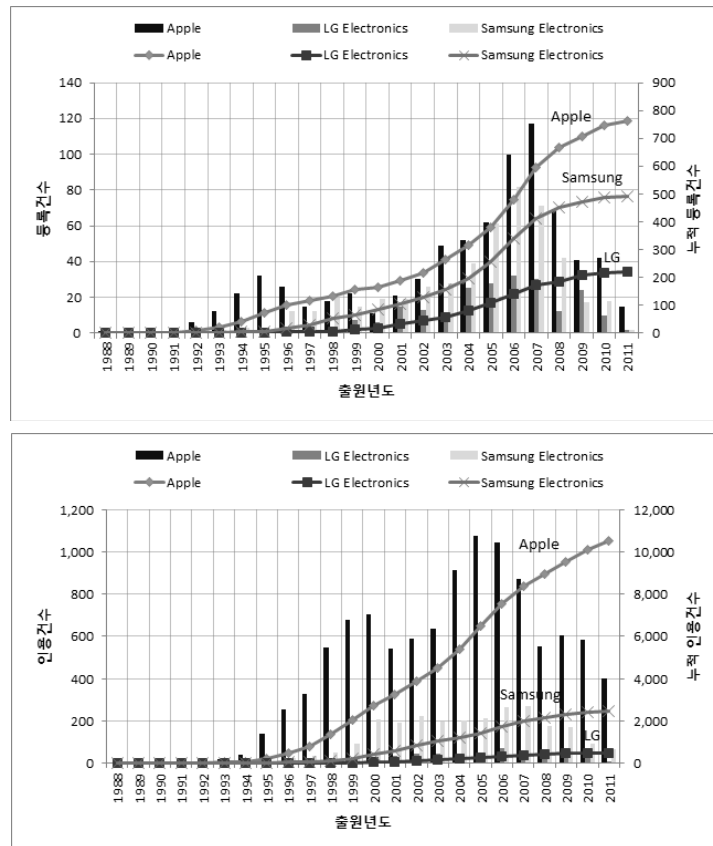 Apple LG Electronics Samsung Electronics
Apple LG Electronics Samsung Electronics
140 900
120 800
100 700
80 600
60 500
40 400
20 300
0 200
100
0
Apple
Samsung
LG
등록건수
누적 등록건수
1988 1989 1990 1991 1992 1993 1994 1995 1996 1997 1998 1999 2000 2001 2002 2003 2004 2005 2006 2007 2008 2009 2010 2011
출원년도
Apple LG Electronics Samsung Electronics
Apple LG Electronics Samsung Electronics
1,200 12,000
1,000 10,000
800 8,000
600 6,000
400 4,000
200 2,000
0 0
Apple
Samsung
LG
인용건수
누적 인용건수
1988 1989 1990 1991 1992 1993 1994 1995 1996 1997 1998 1999 2000 2001 2002 2003 2004 2005 2006 2007 2008 2009 2010 2011
출원년도